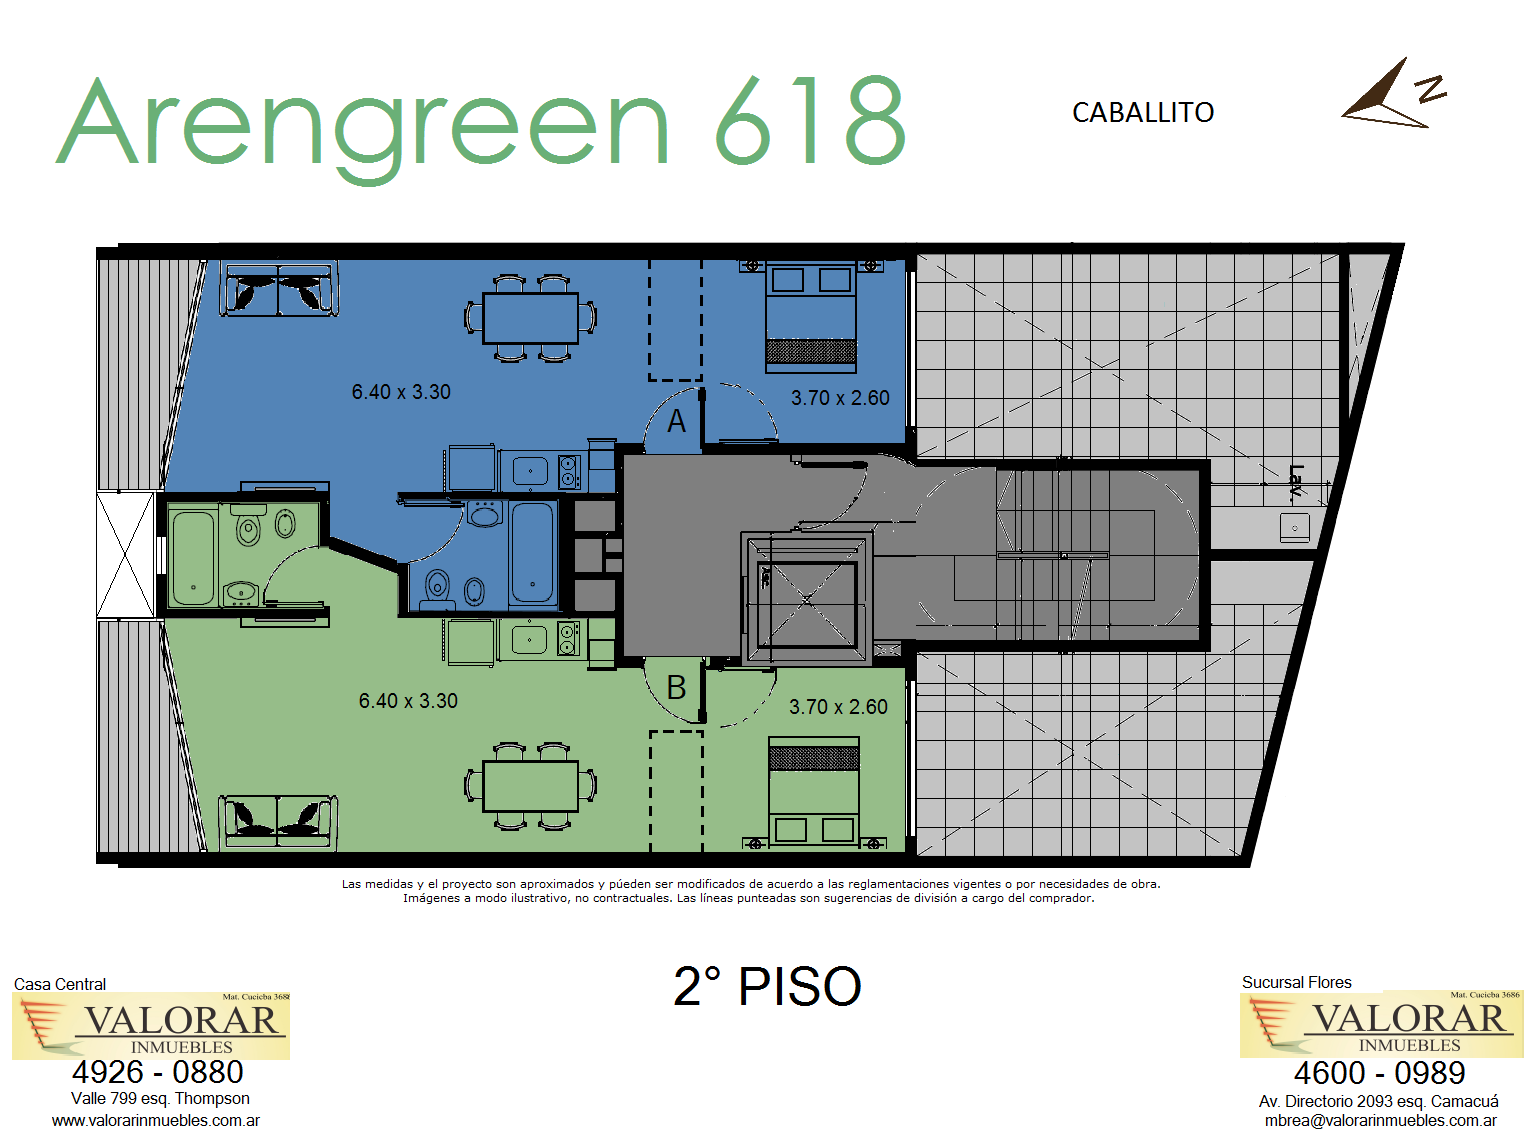 Arengreen 618
CABALLITO
N
6.40 x 3.30
A
3.70 x 2.60
Lav.
Asc.
6.40 x 3.30
B
3.70 x 2.60
Las medidas y el proyecto son aproximados y púeden ser modificados de acuerdo a las reglamentaciones vigentes o por necesidades de obra.
Imágenes a modo ilustrativo, no contractuales. Las líneas punteadas son sugerencias de división a cargo del comprador.
2° PISO
Casa Central
Mat. Cucicba 3686
VALORAR
INMUEBLES
4926 - 0880
Valle 799 esq. Thompson
www.valorarinmuebles.com.ar
Sucursal Flores
Mat. Cucicba 3686
VALORAR
INMUEBLES
4600 - 0989
Av. Directorio 2093 esq. Camacuá
mbrea@valorarinmuebles.com.ar